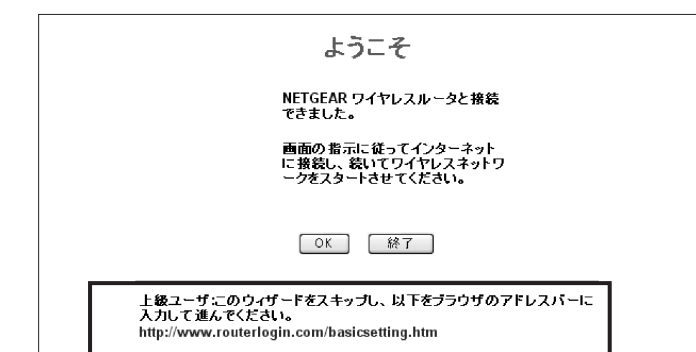 ようこそ
NETGEAR ワイヤレスルータと接続
できました。
画面の指示に従ってインターネット
に接続し、続いてワイヤレスネットワ
ークをスタートさせてください。
OK 終了
上級ユーザ:このウィザードをスキップし、以下をブラウザのアドレスバーに
入力して進んでください。
http://www.routerlogin.com/basicsetting.htm